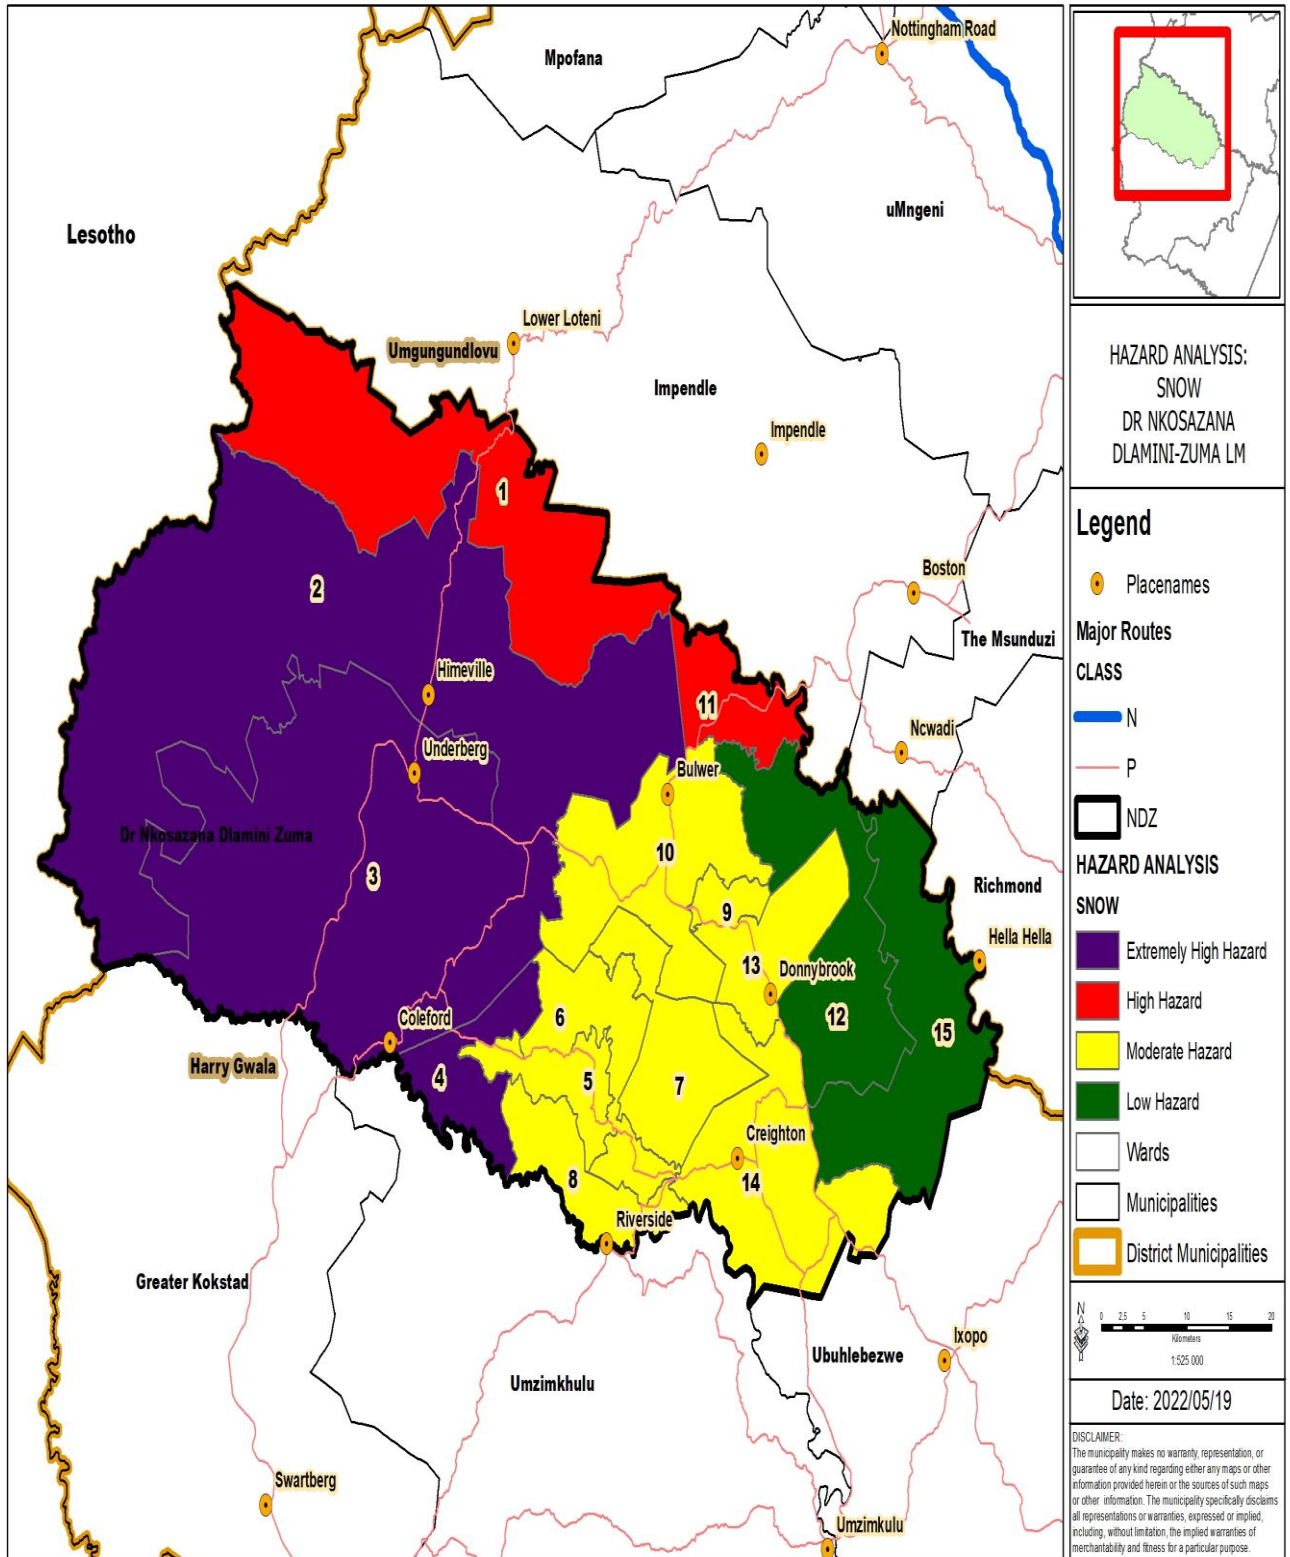 Nottingham Road
Mpofana
uMngeni
Lesotho
Lower Loteni
Umgungundlovu
Impendle
Impendle
1
Boston
2
The Msunduzi
Himeville
11
Ncwadi
Underberg
Bulwer
Dr Nkosazana Dlamini Zuma
10
3
Richmond
9
Hella Hella
13
Donnybrook
Coleford
6
12
15
Harry Gwala
4
5
7
Creighton
8
14
Riverside
Greater Kokstad
Ixopo
Ubuhlebezwe
Umzimkhulu
Swartberg
Umzimkulu
HAZARD ANALYSIS:
SNOW
DR NKOSAZANA
DLAMINI-ZUMA LM
Legend
Placenames
Major Routes
CLASS
N
P
NDZ
HAZARD ANALYSIS
SNOW
Extremely High Hazard
High Hazard
Moderate Hazard
Low Hazard
Wards
Municipalities
District Municipalities
N
0 2,5 5 10 15 20
Kilometers
1:525 000
Date: 2022/05/19
DISCLAIMER:
The municipality makes no warranty, representation, or
guarantee of any kind regarding either any maps or other
information provided herein or the sources of such maps
or other information. The municipality specifically disclaims
all representations or warranties, expressed or implied,
including, without limitation, the implied warranties of
merchantability and fitness for a particular purpose.